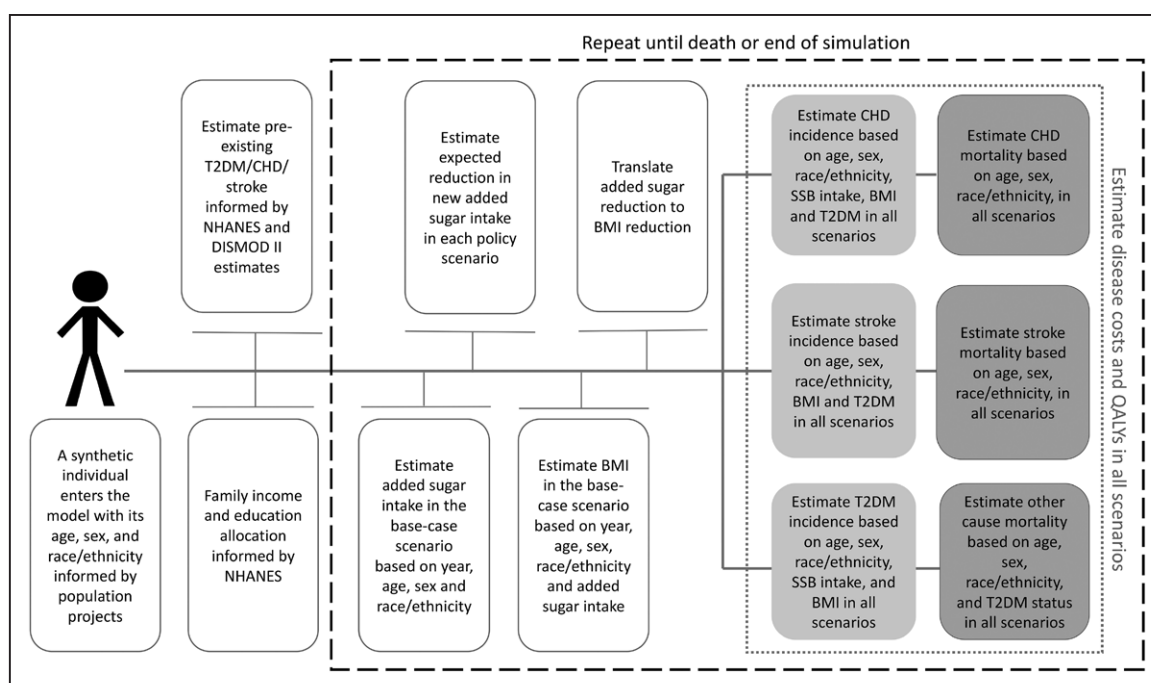 Repeat until death or end of simulation
Estimate pre-
existing
T2DM/CHD/
stroke informed
by
NHANES and
DISMOD II
estimates
Estimate
expected
reduction in
new added
sugar intake
in each policy
scenario
Translate
added sugar
reduction to
BMI reduction
Estimate CHD
incidence based
on age, sex,
race/ethnicity,
SSB intake, BMI
and T2DM in all
scenarios
Estimate CHD
mortality based
on age, sex,
race/ethnicity, in
all scenarios
Estimate stroke
incidence based
on age, sex,
race/ethnicity,
BMI and T2DM
in all scenarios
Estimate stroke
mortality based
on age, sex,
race/ethnicity,
in all scenarios
A synthetic
individual
enters the
model with its
age, sex, and
race/ethnicity
informed by
population
projects
Family income
and education
allocation
informed by
NHANES
Estimate
added sugar
intake in the
base-case
scenario
based on year,
age, sex and
race/ethnicity
Estimate BMI
in the base-
case scenario
based on year,
age, sex,
race/ethnicity
and added
sugar intake
Estimate T2DM
incidence based
on age, sex,
race/ethnicity,
SSB intake, and
BMI in all
scenarios
Estimate other
cause mortality
based on age,
sex,
race/ethnicity,
and T2DM status
in all scenarios
Estimate disease costs and QALYs in all scenarios